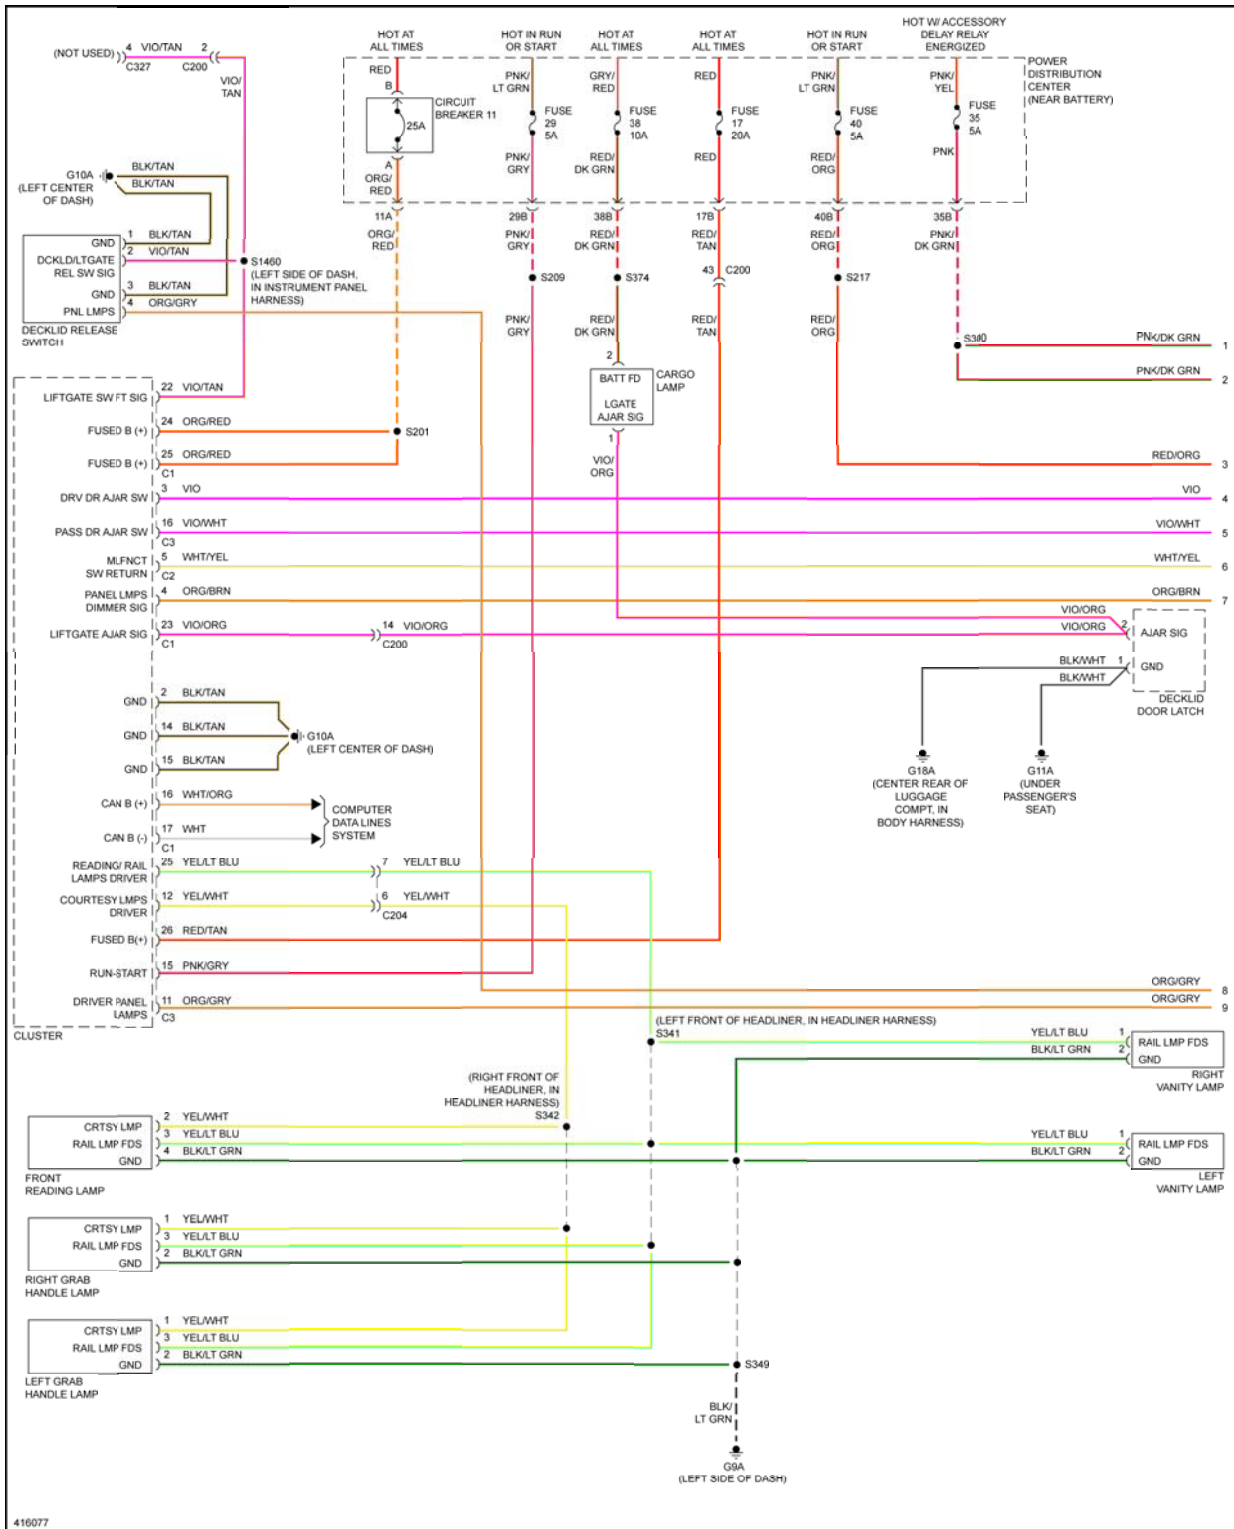 HOT AT
ALL TIMES
HOT IN RUN
OR START
HOT AT
ALL TIMES
HOT AT
ALL TIMES
HOT IN RUN
OR START
HOT W/ ACCESSORY
DELAY RELAY
ENERGIZED
(NOT USED)
4 VIO/TAN 2
C327 C200
VIO/
TAN
RED
B
CIRCUIT
BREAKER 11
25A
A
ORG/
RED
PNK/
LT GRN
FUSE
29
5A
PNK/
GRY
GRY/
RED
FUSE
38
10A
RED/
DK GRN
RED
FUSE
17
20A
RED
PNK/
LT GRN
FUSE
40
5A
RED/
ORG
PNK/
YEL
FUSE
35
5A
PNK
POWER
DISTRIBUTION
CENTER
(NEAR BATTERY)
G10A
(LEFT CENTER
OF DASH)
BLK/TAN
BLK/TAN
11A 29B 38B 17B 40B 35B
ORG/
RED
PNK/
GRY
RED/
DK GRN
RED/
TAN
RED/
ORG
PNK/
DK GRN
GND 1 BLK/TAN
DCKLD/LTGATE
REL SW SIG
2 VIO/TAN
GND 3 BLK/TAN
PNL LMPS 4 ORG/GRY
DECKLID RELEASE
SWITCH
S1460
(LEFT SIDE OF DASH,
IN INSTRUMENT PANEL
HARNESS)
S209 S374 43 C200 S217
PNK/
GRY
RED/
DK GRN
RED/
TAN
RED/
ORG
S300
PNK/DK GRN 1
PNK/DK GRN 2
2
BATT FD
LGATE
AJAR SIG
CARGO
LAMP
1
VIO/
ORG
LIFTGATE SWFT SIG 22 VIO/TAN
FUSED B (+) 24 ORG/RED
S201
FUSED B (+) 25 ORG/RED
C1
RED/ORG 3
DRV DR AJAR SW 3 VIO
VIO 4
PASS DR AJAR SW 16 VIO/WHT
C3
VIO/WHT 5
MLFNCT
SW RETURN
5 WHT/YEL
C2
WHT/YEL 6
PANEL LMPS
DIMMER SIG
4 ORG/BRN
ORG/BRN 7
LIFTGATE AJAR SIG 23 VIO/ORG
C1
14 VIO/ORG
C200
VIO/ORG
VIO/ORG
2 AJAR SIG
BLK/WHT 1 GND
BLK/WHT
DECKLID
DOOR LATCH
GND 2 BLK/TAN
GND 14 BLK/TAN
GND 15 BLK/TAN
G10A
(LEFT CENTER OF DASH)
G18A
(CENTER REAR OF
LUGGAGE
COMPT, IN
BODY HARNESS)
G11A
(UNDER
PASSENGER'S
SEAT)
CAN B (+) 16 WHT/ORG
CAN B (-) 17 WHT
C1
COMPUTER
DATA LINES
SYSTEM
READING/ RAIL
LAMPS DRIVER
25 YEL/LT BLU
7 YEL/LT BLU
COURTESY LMPS
DRIVER
12 YEL/WHT
6 YEL/WHT
C204
FUSED B(+) 26 RED/TAN
RUN-START 15 PNK/GRY
DRIVER PANEL
LAMPS
11 ORG/GRY
C3
CLUSTER
ORG/GRY 8
ORG/GRY 9
(LEFT FRONT OF HEADLINER, IN HEADLINER HARNESS)
S341
YEL/LT BLU 1 RAIL LMP FDS
BLK/LT GRN 2 GND
RIGHT
VANITY LAMP
(RIGHT FRONT OF
HEADLINER, IN
HEADLINER HARNESS)
S342
CRTSY LMP 2 YEL/WHT
RAIL LMP FDS 3 YEL/LT BLU
GND 4 BLK/LT GRN
FRONT
READING LAMP
YEL/LT BLU 1 RAIL LMP FDS
BLK/LT GRN 2 GND
LEFT
VANITY LAMP
CRTSY LMP 1 YEL/WHT
RAIL LMP FDS 3 YEL/LT BLU
GND 2 BLK/LT GRN
RIGHT GRAB
HANDLE LAMP
CRTSY LMP 1 YEL/WHT
RAIL LMP FDS 3 YEL/LT BLU
GND 2 BLK/LT GRN
LEFT GRAB
HANDLE LAMP
S349
BLK/
LT GRN
G9A
(LEFT SIDE OF DASH)
416077